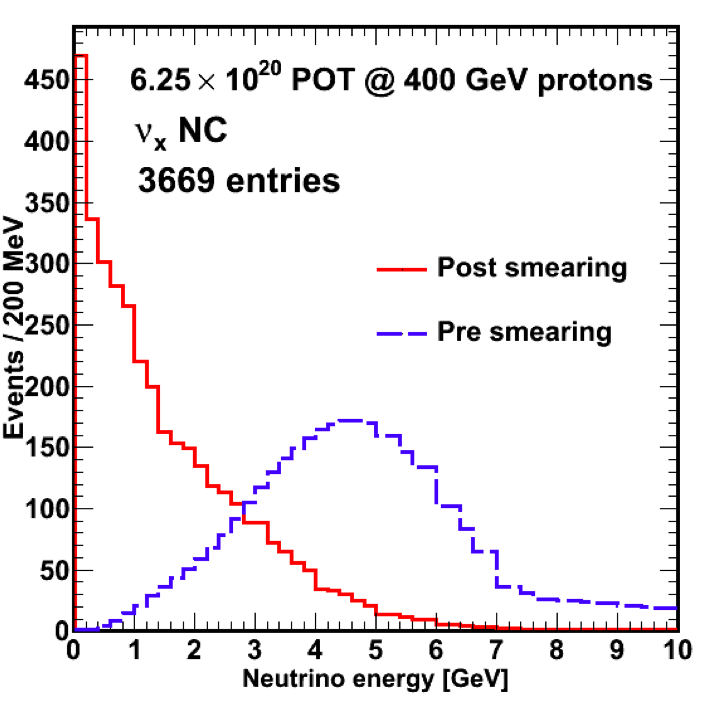 6.25 × 10²⁰ POT @ 400 GeV protons
νₓ NC
3669 entries
Post smearing
Pre smearing
Events / 200 MeV
450
400
350
300
250
200
150
100
50
0
0 1 2 3 4 5 6 7 8 9 10
Neutrino energy [GeV]